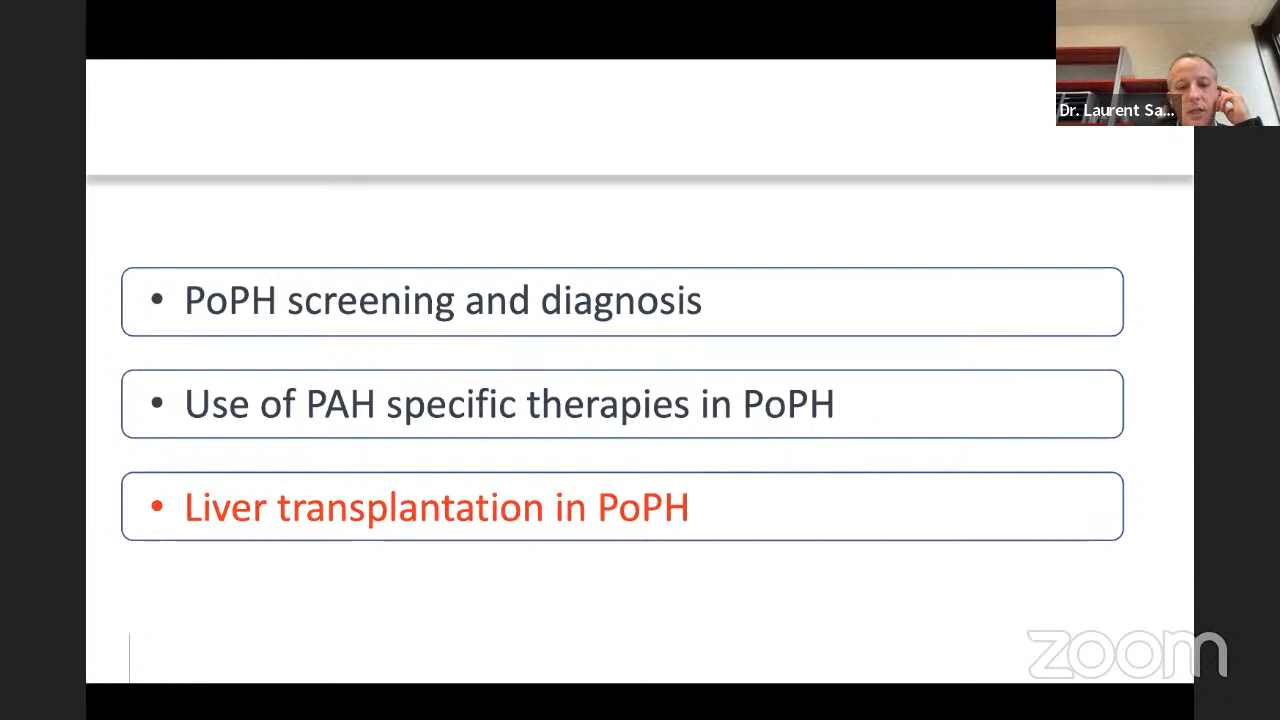 Dr. Laurent Sa...
• PoPH screening and diagnosis
• Use of PAH specific therapies in PoPH
• Liver transplantation in PoPH
zoom